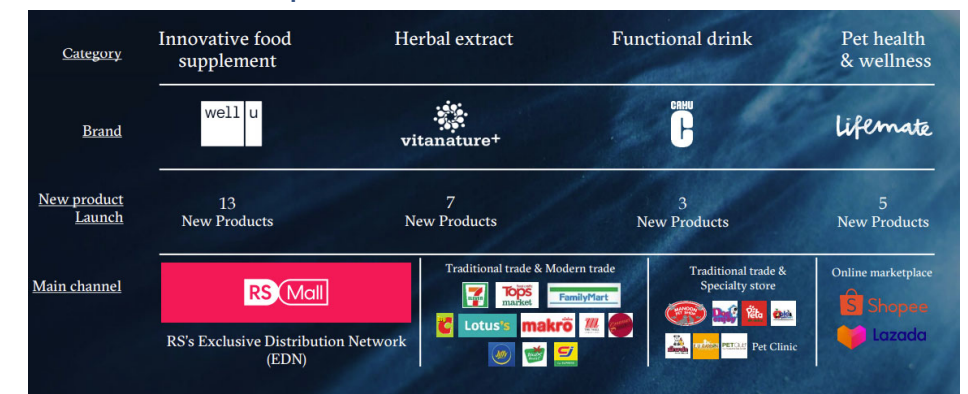 Category
Innovative food
supplement
Herbal extract
Functional drink
Pet health
& wellness
Brand
well u
vitanature+
CAMU
C
Lifemate
New product
Launch
13
New Products
7
New Products
3
New Products
5
New Products
Main channel
RS Mall
RS's Exclusive Distribution Network
(EDN)
Traditional trade & Modern trade
Tops
market
FamilyMart
Lotus's
makro
Traditional trade &
Specialty store
Pet Clinic
Online marketplace
Shopee
Lazada